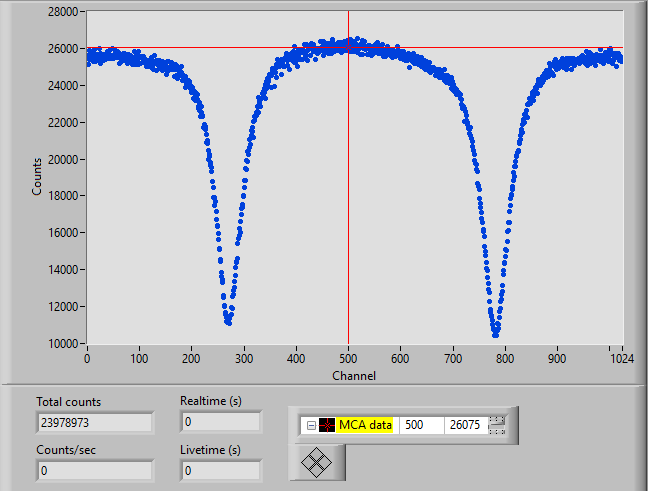 28000
26000
24000
22000
20000
18000
16000
14000
12000
10000
Counts
0 100 200 300 400 500 600 700 800 900 1024
Channel
Total counts Realtime (s)
23978973 0
MCA data 500 26075
Counts/sec Livetime (s)
0 0